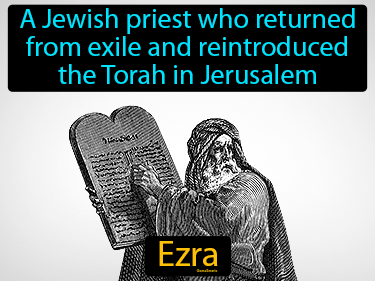 A Jewish priest who returned
from exile and reintroduced
the Torah in Jerusalem
Ezra